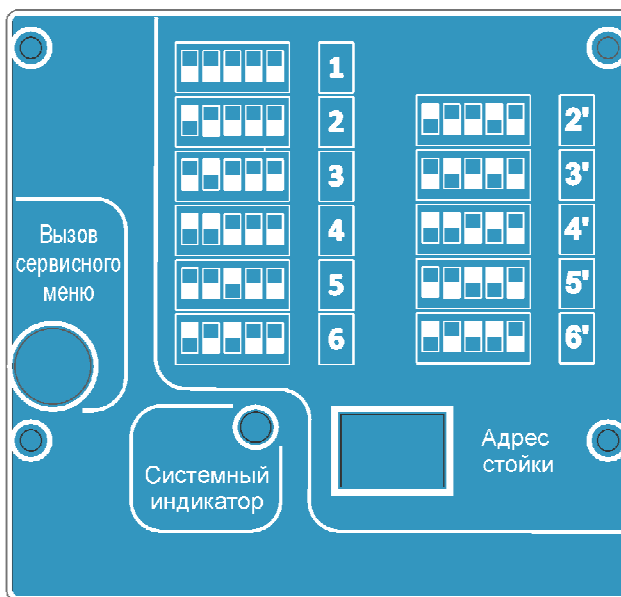 1
2 2'
3 3'
4 4'
5 5'
6 6'
Вызов
сервисного
меню
Системный
индикатор
Адрес
стойки